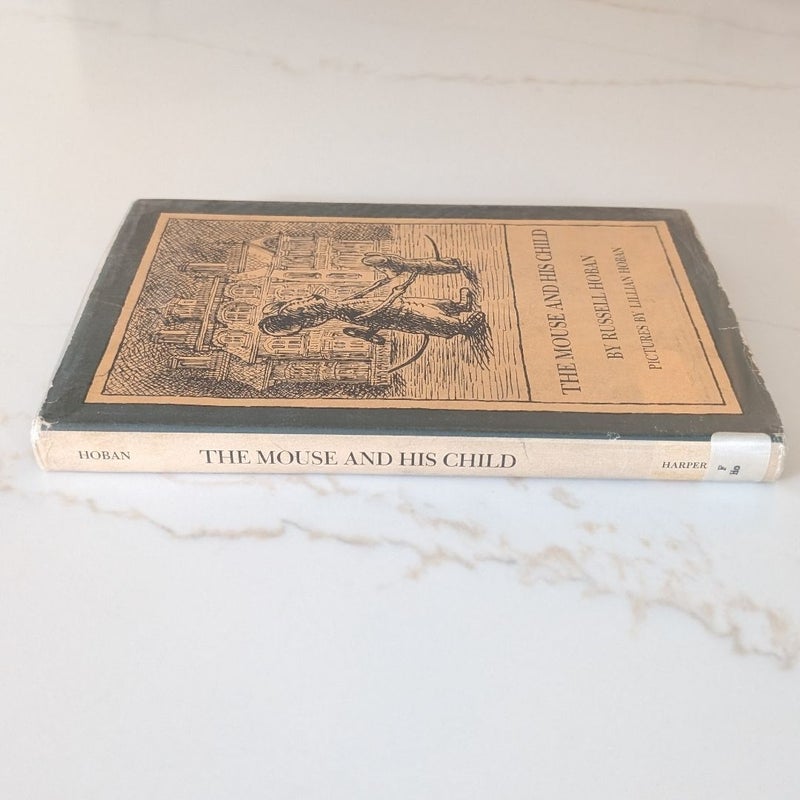 THE MOUSE AND HIS CHILD
BY RUSSELL HOBAN
PICTURES BY LILLIAN HOBAN
HOBAN
THE MOUSE AND HIS CHILD
HARPER
F
Ho